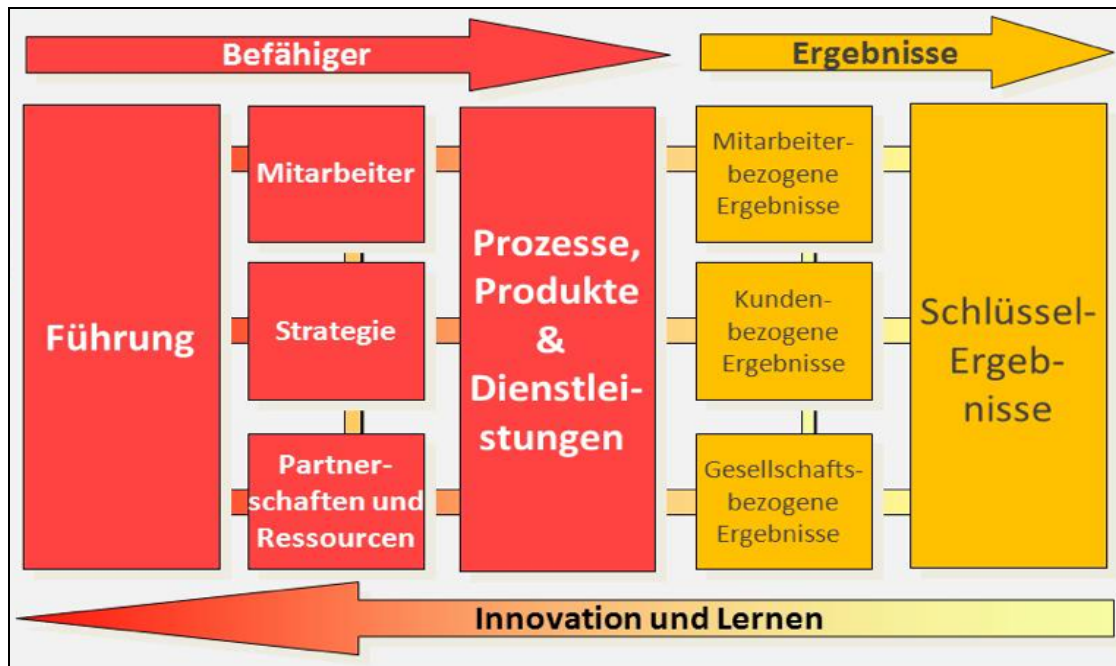 Befähiger
Ergebnisse
Führung
Mitarbeiter
Strategie
Partner-
schaften und
Ressourcen
Prozesse,
Produkte
&
Dienstlei-
stungen
Mitarbeiter-
bezogene
Ergebnisse
Kunden-
bezogene
Ergebnisse
Gesellschafts-
bezogene
Ergebnisse
Schlüssel-
Ergeb-
nisse
Innovation und Lernen